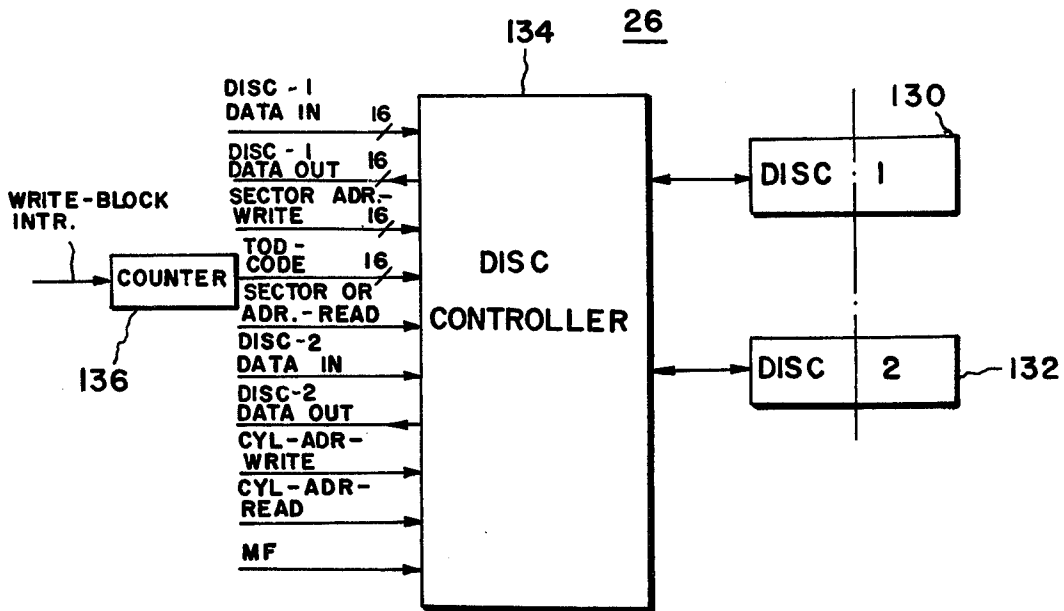 134
26
DISC-1
DATA IN 16
DISC-1
DATA OUT 16
SECTOR ADR.-
WRITE 16
WRITE-BLOCK
INTR.
TOD-
CODE 16
COUNTER
136
SECTOR OR
ADR.-READ
DISC-2
DATA IN
DISC-2
DATA OUT
CYL-ADR-
WRITE
CYL-ADR-
READ
MF
DISC
CONTROLLER
130
DISC 1
DISC 2
132